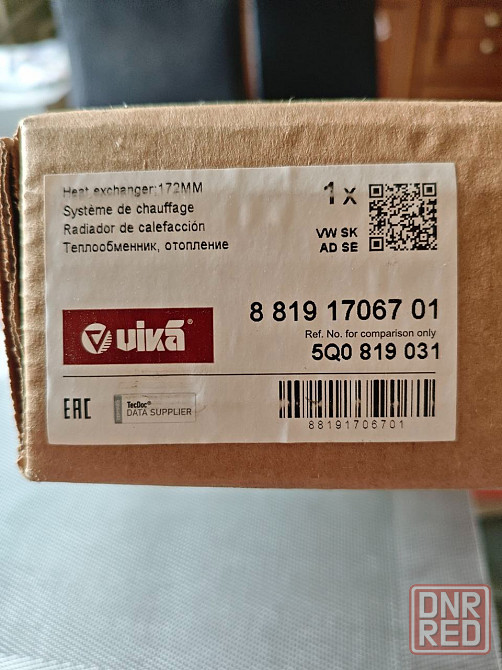 Heat exchanger:172MM
Système de chauffage
Radiador de calefacción
Теплообменник, отопление
1 x
VW SK
AD SE
vika®
8 819 17067 01
Ref. No. for comparison only
5Q0 819 031
EAC
TecDoc®
DATA SUPPLIER
88191706701
DNR
RED